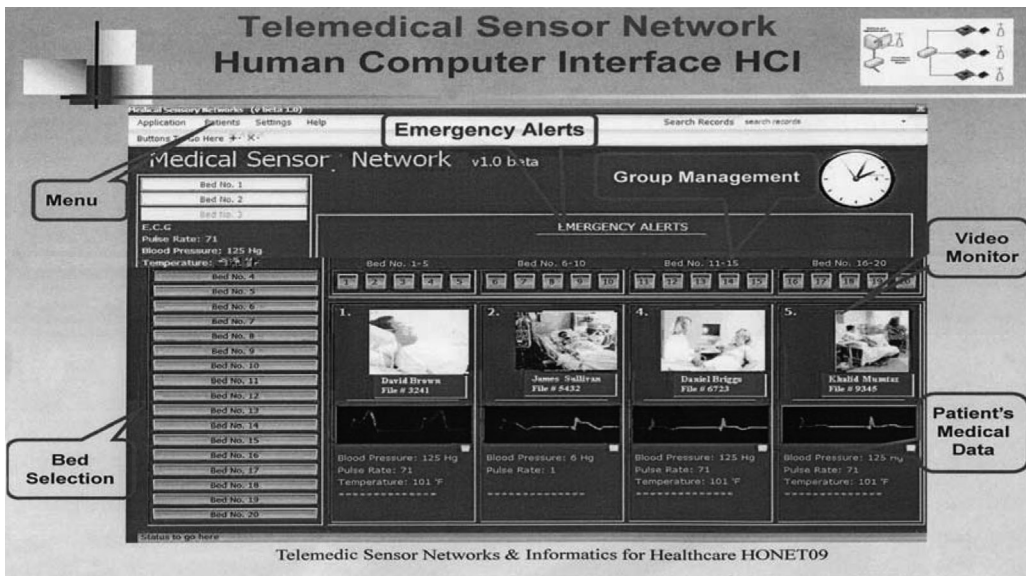 Telemedical Sensor Network
Human Computer Interface HCI
Medical Sensory Networks (v beta 1.0)
Application Patients Settings Help
Search Records search records
Buttons To Go Here
Emergency Alerts
Medical Sensor Network v1.0 beta
Group Management
Menu
Bed No. 1
Bed No. 2
Bed No. 3
E.C.G
Pulse Rate: 71
Blood Pressure: 125 Hg
Temperature:
EMERGENCY ALERTS
Video
Monitor
Bed No. 4
Bed No. 5
Bed No. 6
Bed No. 7
Bed No. 8
Bed No. 9
Bed No. 10
Bed No. 11
Bed No. 12
Bed No. 13
Bed No. 14
Bed No. 15
Bed No. 16
Bed No. 17
Bed No. 18
Bed No. 19
Bed No. 20
Bed No. 1-5 Bed No. 6-10 Bed No. 11-15 Bed No. 16-20
1 2 3 4 5 6 7 8 9 10 11 12 13 14 15 16 17 18 19 20
1.
David Brown
File # 3241
Blood Pressure: 125 Hg
Pulse Rate: 71
Temperature: 101 °F
2.
James Sullivan
File # 5432
Blood Pressure: 6 Hg
Pulse Rate: 1
4.
Daniel Briggs
File # 6723
Blood Pressure: 125 Hg
Pulse Rate: 71
Temperature: 101 °F
5.
Khalid Mumtaz
File # 9345
Blood Pressure: 125 Hg
Pulse Rate: 71
Temperature: 101 °F
Bed
Selection
Patient's
Medical
Data
Status to go here
Telemedic Sensor Networks & Informatics for Healthcare HONET09